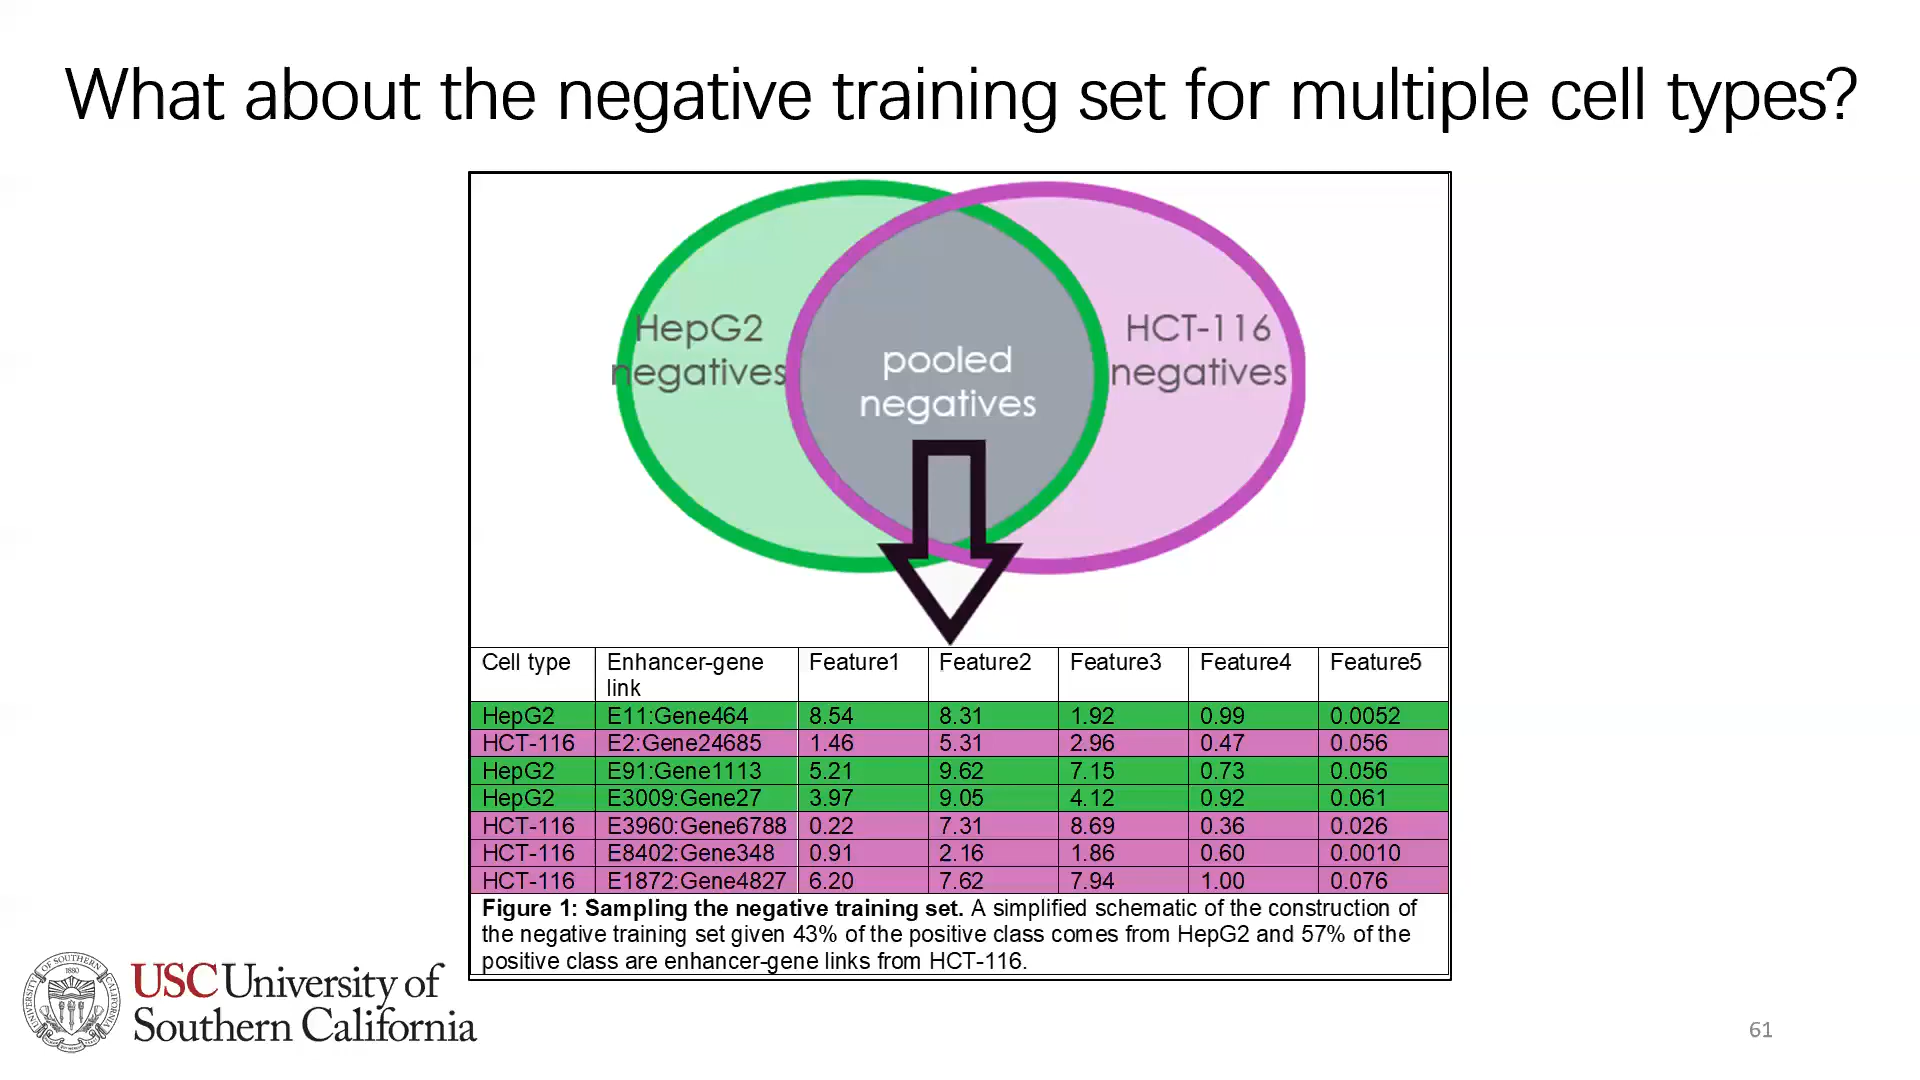 What about the negative training set for multiple cell types?
HepG2
negatives
pooled
negatives
HCT-116
negatives
Cell type Enhancer-gene link Feature1 Feature2 Feature3 Feature4 Feature5
HepG2 E11:Gene464 8.54 8.31 1.92 0.99 0.0052
HCT-116 E2:Gene24685 1.46 5.31 2.96 0.47 0.056
HepG2 E91:Gene1113 5.21 9.62 7.15 0.73 0.056
HepG2 E3009:Gene27 3.97 9.05 4.12 0.92 0.061
HCT-116 E3960:Gene6788 0.22 7.31 8.69 0.36 0.026
HCT-116 E8402:Gene348 0.91 2.16 1.86 0.60 0.0010
HCT-116 E1872:Gene4827 6.20 7.62 7.94 1.00 0.076
Figure 1: Sampling the negative training set. A simplified schematic of the construction of
the negative training set given 43% of the positive class comes from HepG2 and 57% of the
positive class are enhancer-gene links from HCT-116.
USC University of
Southern California
61